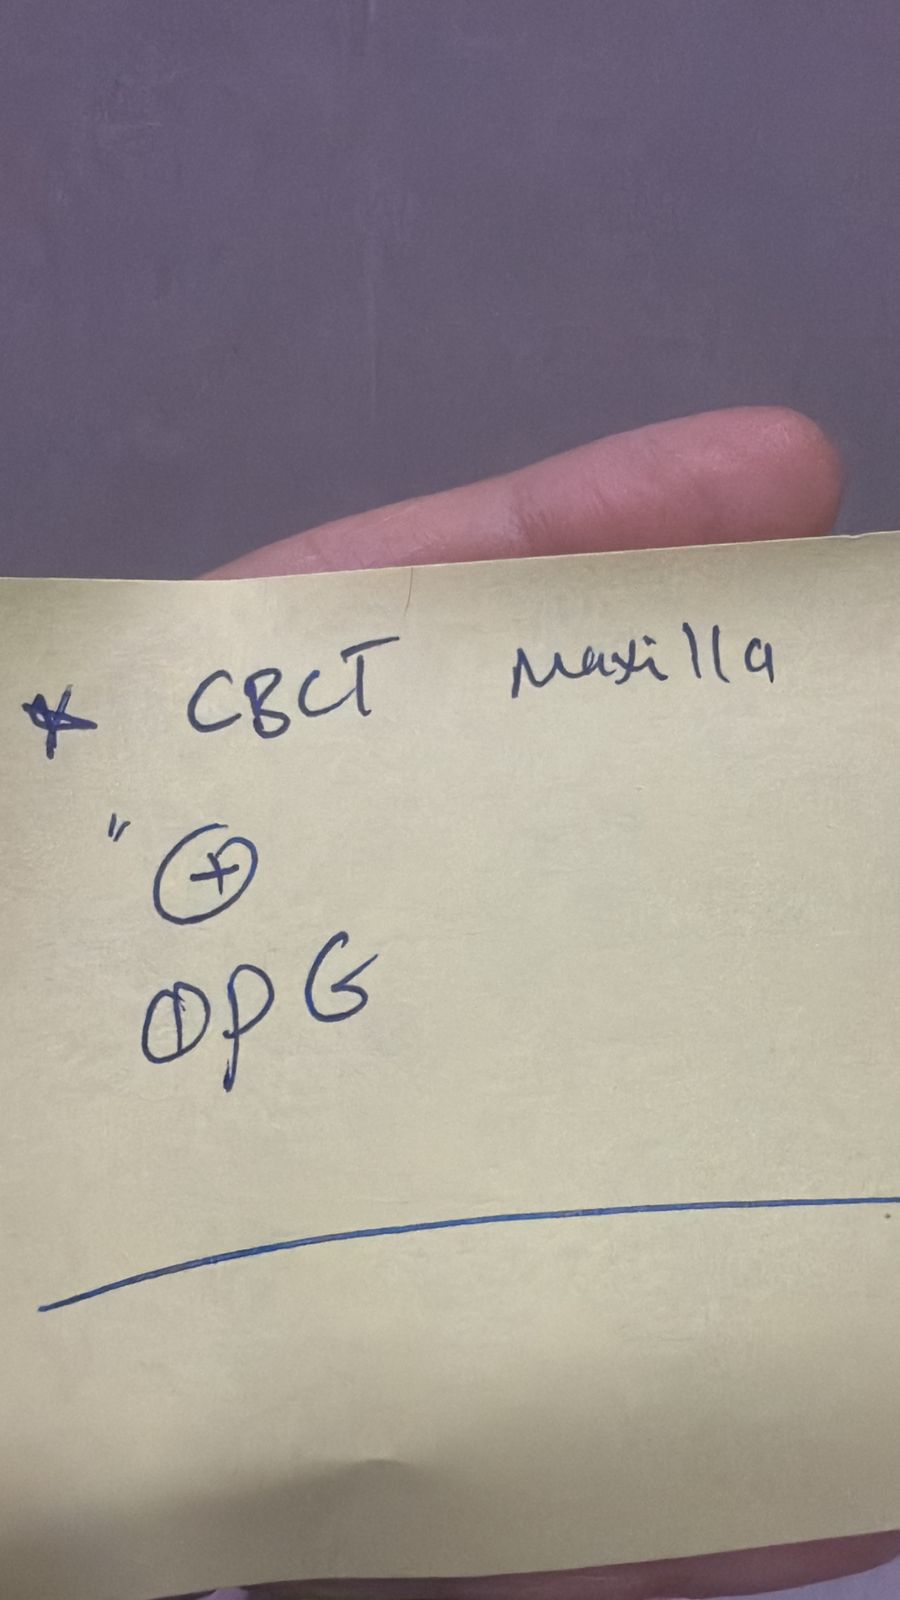 * CBCT Maxilla
" ⊕
OPG